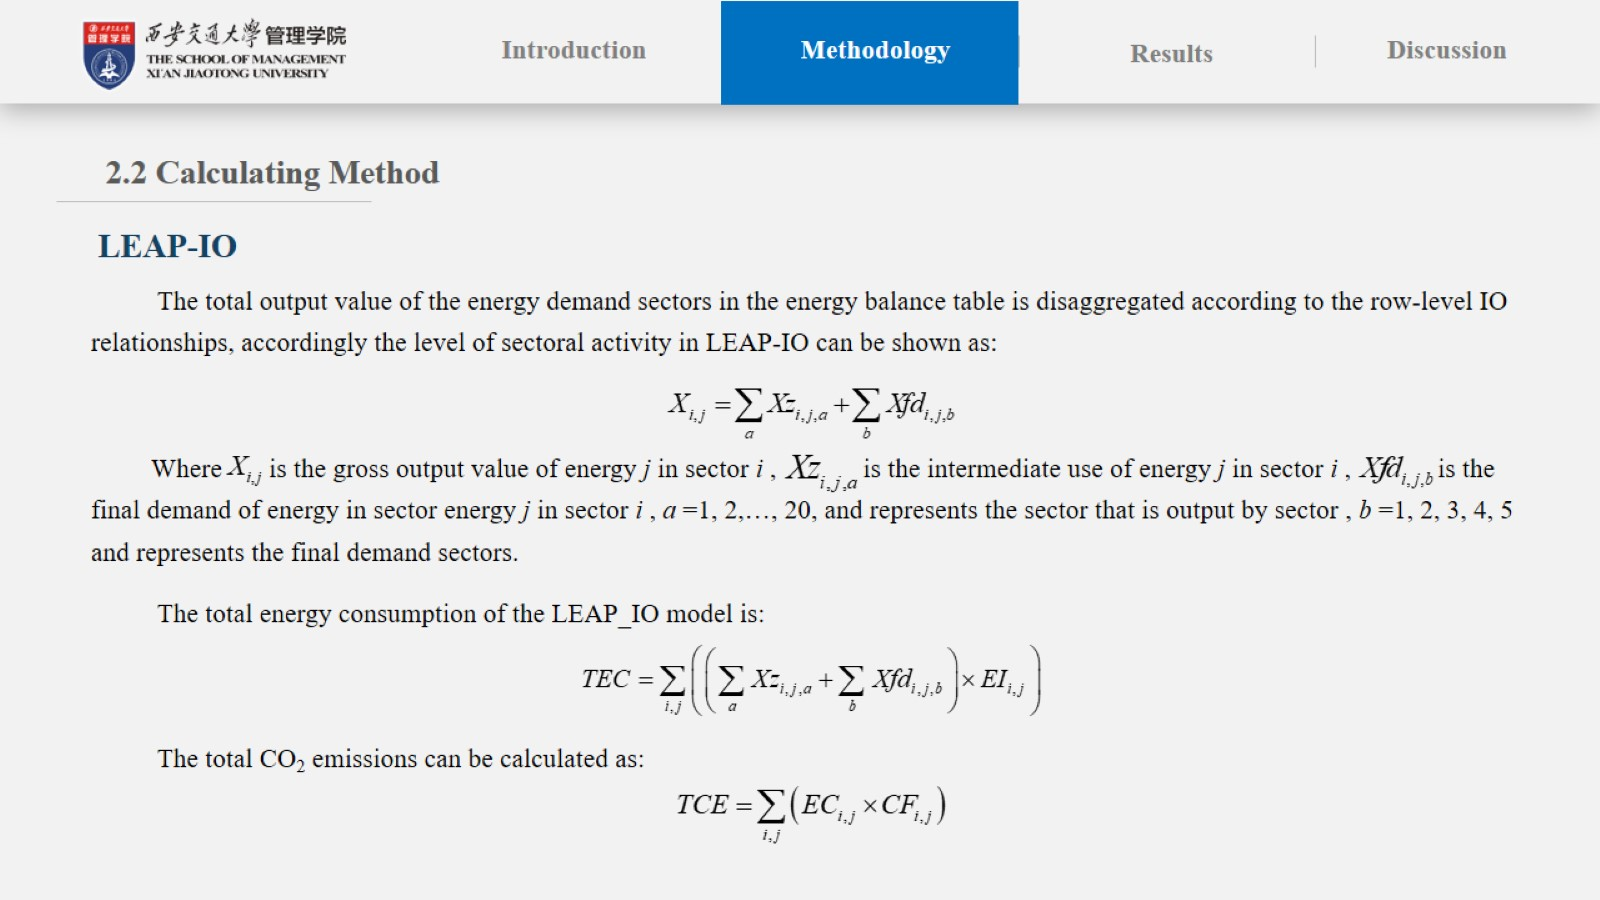 西安交通大学管理学院
管理学院
THE SCHOOL OF MANAGEMENT
XI'AN JIAOTONG UNIVERSITY
Introduction
Methodology
Results
Discussion
2.2 Calculating Method
LEAP-IO
The total output value of the energy demand sectors in the energy balance table is disaggregated according to the row-level IO
relationships, accordingly the level of sectoral activity in LEAP-IO can be shown as:
X_{i,j} = ∑_a Xz_{i,j,a} + ∑_b Xfd_{i,j,b}
Where X_{i,j} is the gross output value of energy j in sector i , Xz_{i,j,a} is the intermediate use of energy j in sector i , Xfd_{i,j,b} is the
final demand of energy in sector energy j in sector i , a =1, 2,…, 20, and represents the sector that is output by sector , b =1, 2, 3, 4, 5
and represents the final demand sectors.
The total energy consumption of the LEAP_IO model is:
TEC = ∑_{i,j} ( ( ∑_a Xz_{i,j,a} + ∑_b Xfd_{i,j,b} ) × EI_{i,j} )
The total CO₂ emissions can be calculated as:
TCE = ∑_{i,j} ( EC_{i,j} × CF_{i,j} )